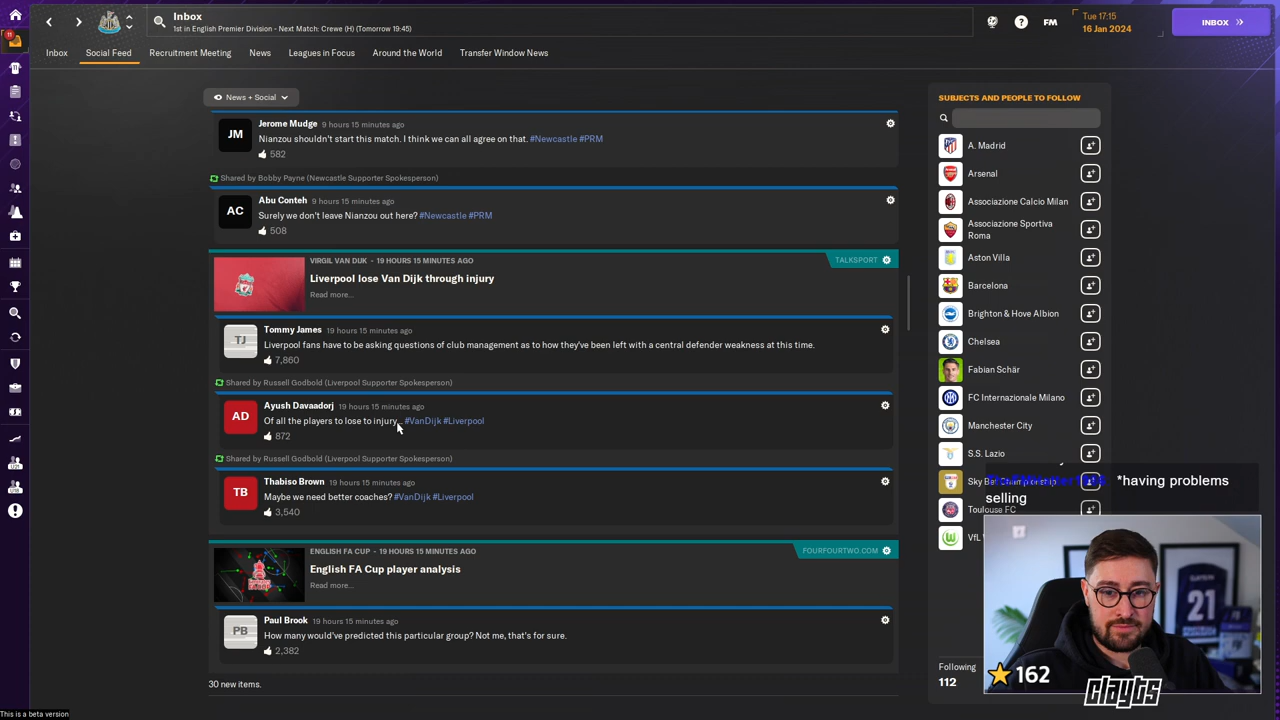 Inbox
1st in English Premier Division - Next Match: Crewe (H) (Tomorrow 19:45)
FM
Tue 17:15
16 Jan 2024
INBOX
11
Inbox
Social Feed
Recruitment Meeting
News
Leagues in Focus
Around the World
Transfer Window News
News + Social
JM
Jerome Mudge 9 hours 15 minutes ago
Nianzou shouldn't start this match. I think we can all agree on that. #Newcastle #PRM
582
Shared by Bobby Payne (Newcastle Supporter Spokesperson)
AC
Abu Conteh 9 hours 15 minutes ago
Surely we don't leave Nianzou out here? #Newcastle #PRM
508
VIRGIL VAN DIJK - 19 HOURS 15 MINUTES AGO
TALKSPORT
Liverpool lose Van Dijk through injury
Read more...
TJ
Tommy James 19 hours 15 minutes ago
Liverpool fans have to be asking questions of club management as to how they've been left with a central defender weakness at this time.
7,860
Shared by Russell Godbold (Liverpool Supporter Spokesperson)
AD
Ayush Davaadorj 19 hours 15 minutes ago
Of all the players to lose to injury... #VanDijk #Liverpool
872
Shared by Russell Godbold (Liverpool Supporter Spokesperson)
TB
Thabiso Brown 19 hours 15 minutes ago
Maybe we need better coaches? #VanDijk #Liverpool
3,540
ENGLISH FA CUP - 19 HOURS 15 MINUTES AGO
FOURFOURTWO.COM
English FA Cup player analysis
Read more...
PB
Paul Brook 19 hours 15 minutes ago
How many would've predicted this particular group? Not me, that's for sure.
2,382
30 new items.
SUBJECTS AND PEOPLE TO FOLLOW
A. Madrid
Arsenal
Associazione Calcio Milan
Associazione Sportiva
Roma
Aston Villa
Barcelona
Brighton & Hove Albion
Chelsea
Fabian Schär
FC Internazionale Milano
Manchester City
S.S. Lazio
Sky
*having problems
selling
Toulouse FC
VfL
Following
112
162
21
clayts
U21
U18
This is a beta version